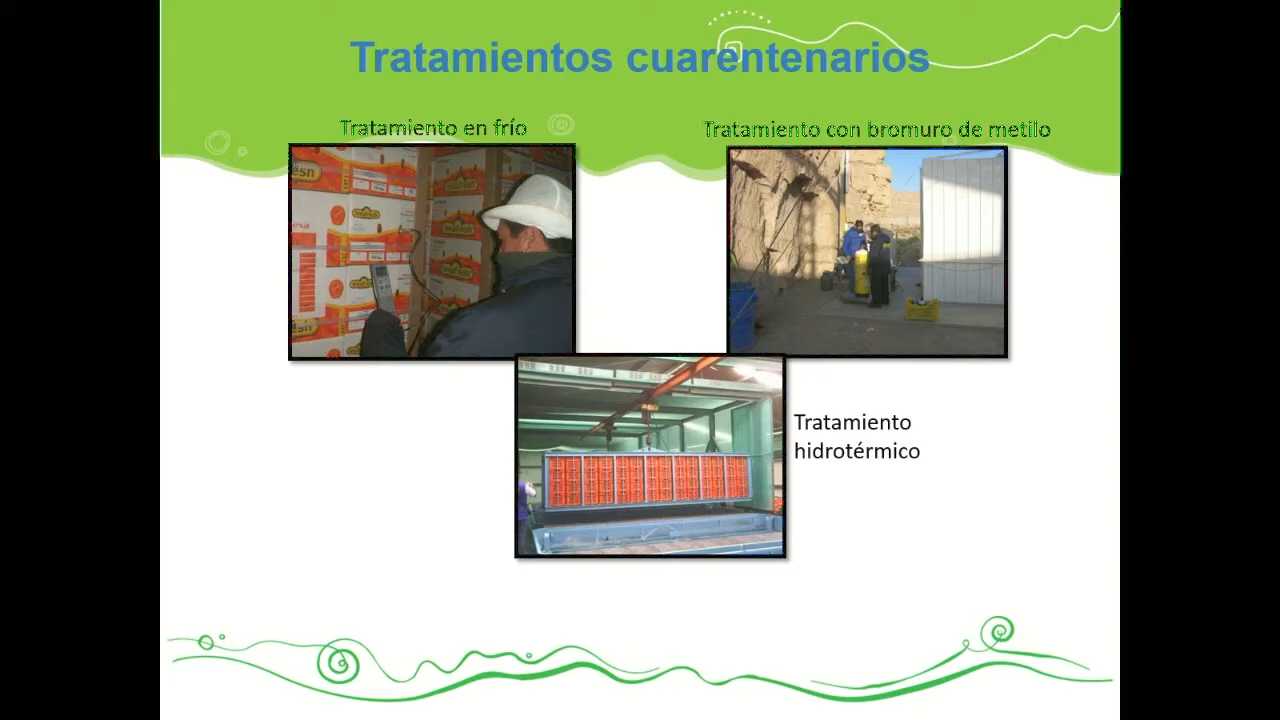 Tratamientos cuarentenarios
Tratamiento en frío
Tratamiento con bromuro de metilo
Tratamiento
hidrotérmico